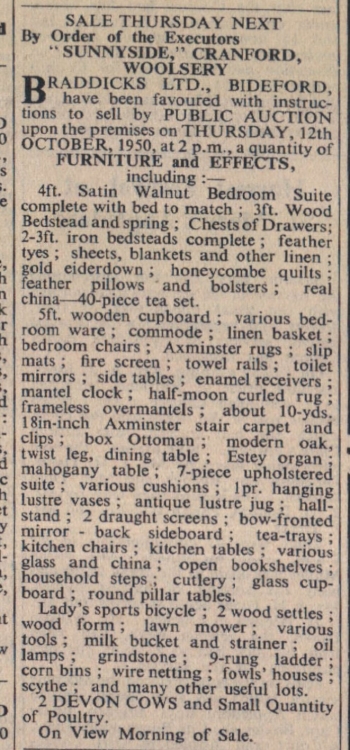 SALE THURSDAY NEXT
By Order of the Executors
"SUNNYSIDE," CRANFORD,
WOOLSERY
BRADDICKS LTD., BIDEFORD,
have been favoured with instruc-
tions to sell by PUBLIC AUCTION
upon the premises on THURSDAY, 12th
OCTOBER, 1950, at 2 p.m., a quantity of
FURNITURE and EFFECTS,
including :—
4ft. Satin Walnut Bedroom Suite
complete with bed to match ; 3ft. Wood
Bedstead and spring ; Chests of Drawers;
2-3ft. iron bedsteads complete ; feather
tyes ; sheets, blankets and other linen ;
gold eiderdown ; honeycombe quilts ;
feather pillows and bolsters ; real
china—40-piece tea set.
5ft. wooden cupboard ; various bed-
room ware ; commode ; linen basket ;
bedroom chairs ; Axminster rugs ; slip
mats ; fire screen ; towel rails ; toilet
mirrors ; side tables ; enamel receivers ;
mantel clock ; half-moon curled rug ;
frameless overmantels ; about 10-yds.
18in-inch Axminster stair carpet and
clips ; box Ottoman ; modern oak,
twist leg, dining table ; Estey organ ;
mahogany table ; 7-piece upholstered
suite ; various cushions ; 1pr. hanging
lustre vases ; antique lustre jug ; hall-
stand ; 2 draught screens ; bow-fronted
mirror - back sideboard ; tea-trays ;
kitchen chairs ; kitchen tables ; various
glass and china ; open bookshelves ;
household steps ; cutlery ; glass cup-
board ; round pillar tables.
Lady's sports bicycle ; 2 wood settles ;
wood form ; lawn mower ; various
tools ; milk bucket and strainer ; oil
lamps ; grindstone ; 9-rung ladder ;
corn bins ; wire netting ; fowls' houses ;
scythe ; and many other useful lots.
2 DEVON COWS and Small Quantity
of Poultry.
On View Morning of Sale.